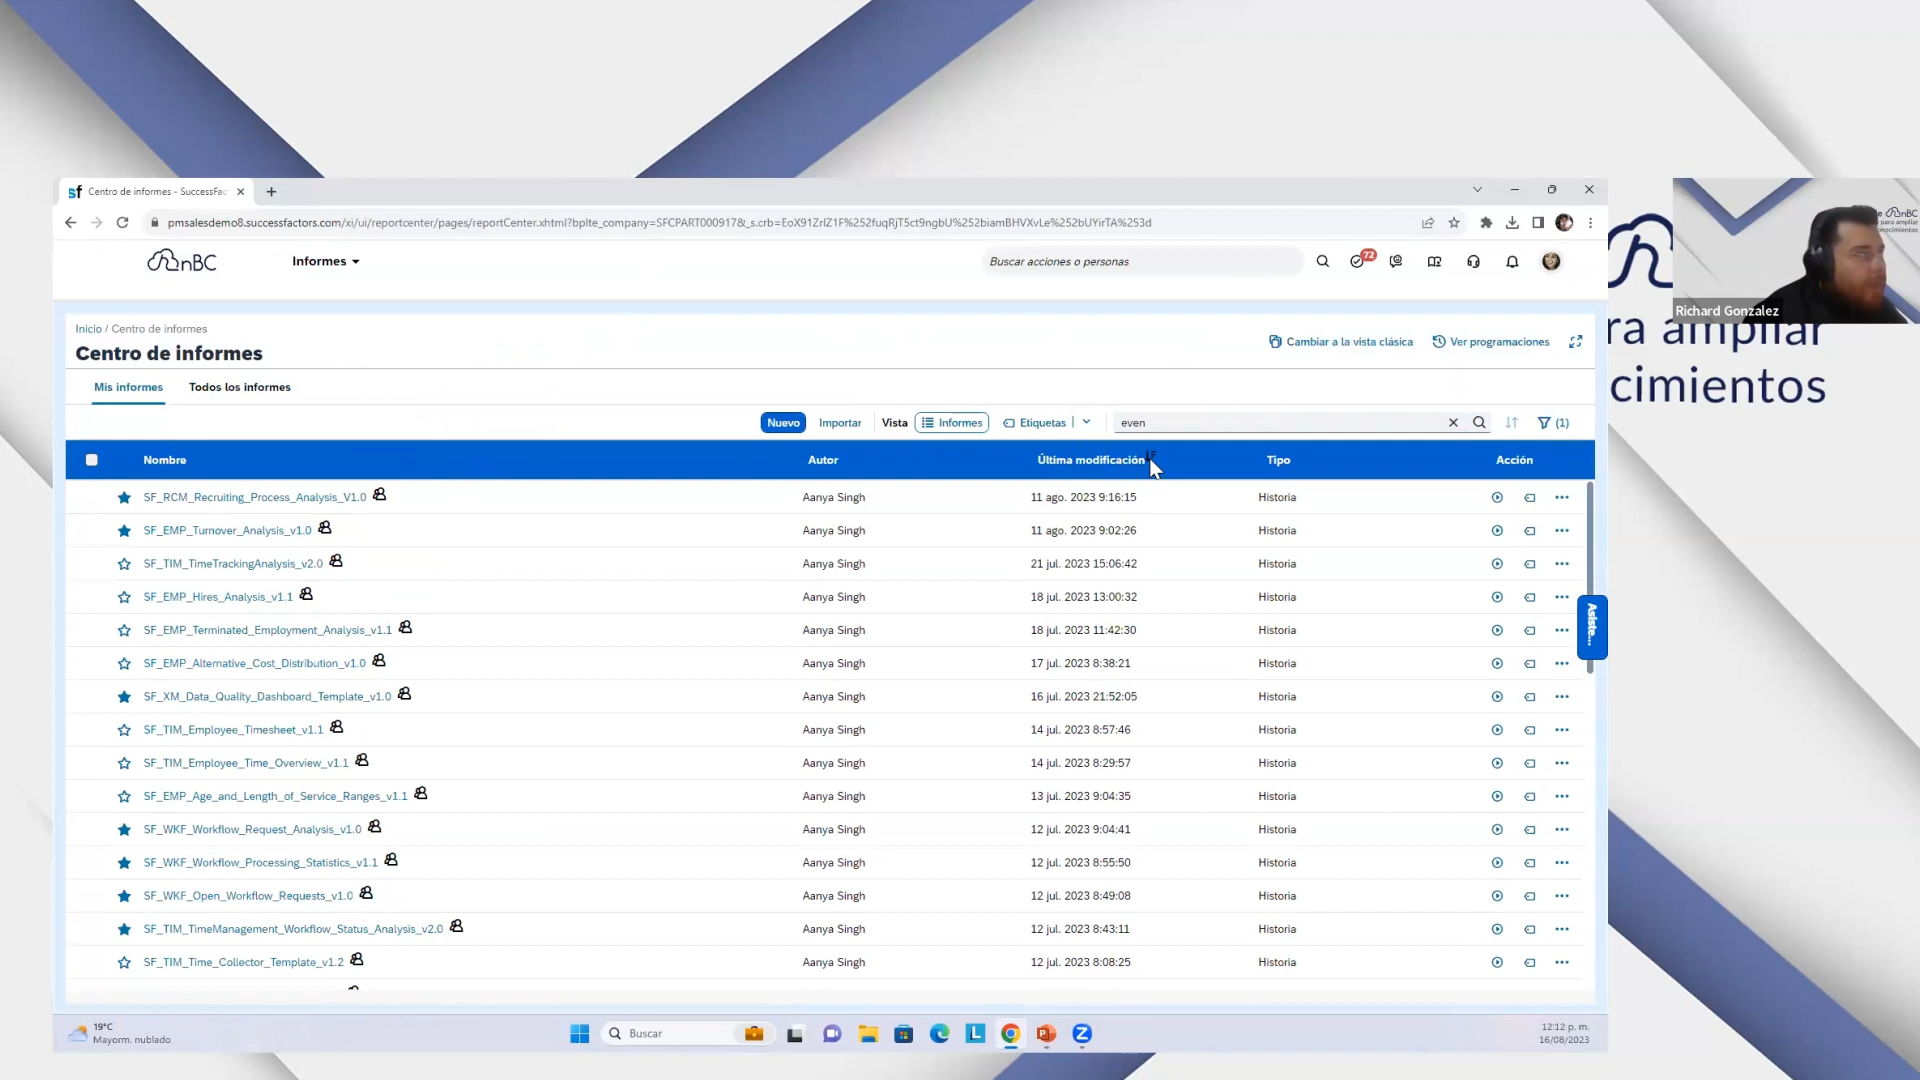 Centro de informes - SuccessFac
pmsalesdemo8.successfactors.com/xi/ui/reportcenter/pages/reportCenter.xhtml?bplte_company=SFCPART000917&_s.crb=EoX91ZrlZ1F%252fuqRjT5ct9ngbU%252biamBHVXvLe%252bUYirTA%253d
nBC
Informes
Buscar acciones o personas
72
Inicio / Centro de informes
Centro de informes
Cambiar a la vista clásica
Ver programaciones
Mis informes
Todos los informes
Nuevo
Importar
Vista
Informes
Etiquetas
even
(1)
Nombre Autor Última modificación Tipo Acción
SF_RCM_Recruiting_Process_Analysis_V1.0 Aanya Singh 11 ago. 2023 9:16:15 Historia
SF_EMP_Turnover_Analysis_v1.0 Aanya Singh 11 ago. 2023 9:02:26 Historia
SF_TIM_TimeTrackingAnalysis_v2.0 Aanya Singh 21 jul. 2023 15:06:42 Historia
SF_EMP_Hires_Analysis_v1.1 Aanya Singh 18 jul. 2023 13:00:32 Historia
SF_EMP_Terminated_Employment_Analysis_v1.1 Aanya Singh 18 jul. 2023 11:42:30 Historia
SF_EMP_Alternative_Cost_Distribution_v1.0 Aanya Singh 17 jul. 2023 8:38:21 Historia
SF_XM_Data_Quality_Dashboard_Template_v1.0 Aanya Singh 16 jul. 2023 21:52:05 Historia
SF_TIM_Employee_Timesheet_v1.1 Aanya Singh 14 jul. 2023 8:57:46 Historia
SF_TIM_Employee_Time_Overview_v1.1 Aanya Singh 14 jul. 2023 8:29:57 Historia
SF_EMP_Age_and_Length_of_Service_Ranges_v1.1 Aanya Singh 13 jul. 2023 9:04:35 Historia
SF_WKF_Workflow_Request_Analysis_v1.0 Aanya Singh 12 jul. 2023 9:04:41 Historia
SF_WKF_Workflow_Processing_Statistics_v1.1 Aanya Singh 12 jul. 2023 8:55:50 Historia
SF_WKF_Open_Workflow_Requests_v1.0 Aanya Singh 12 jul. 2023 8:49:08 Historia
SF_TIM_TimeManagement_Workflow_Status_Analysis_v2.0 Aanya Singh 12 jul. 2023 8:43:11 Historia
SF_TIM_Time_Collector_Template_v1.2 Aanya Singh 12 jul. 2023 8:08:25 Historia
Asiste...
19°C
Mayorm. nublado
Buscar
12:12 p. m.
16/08/2023
nBC
para ampliar
onocimientos
Richard Gonzalez
ra ampliar
cimientos